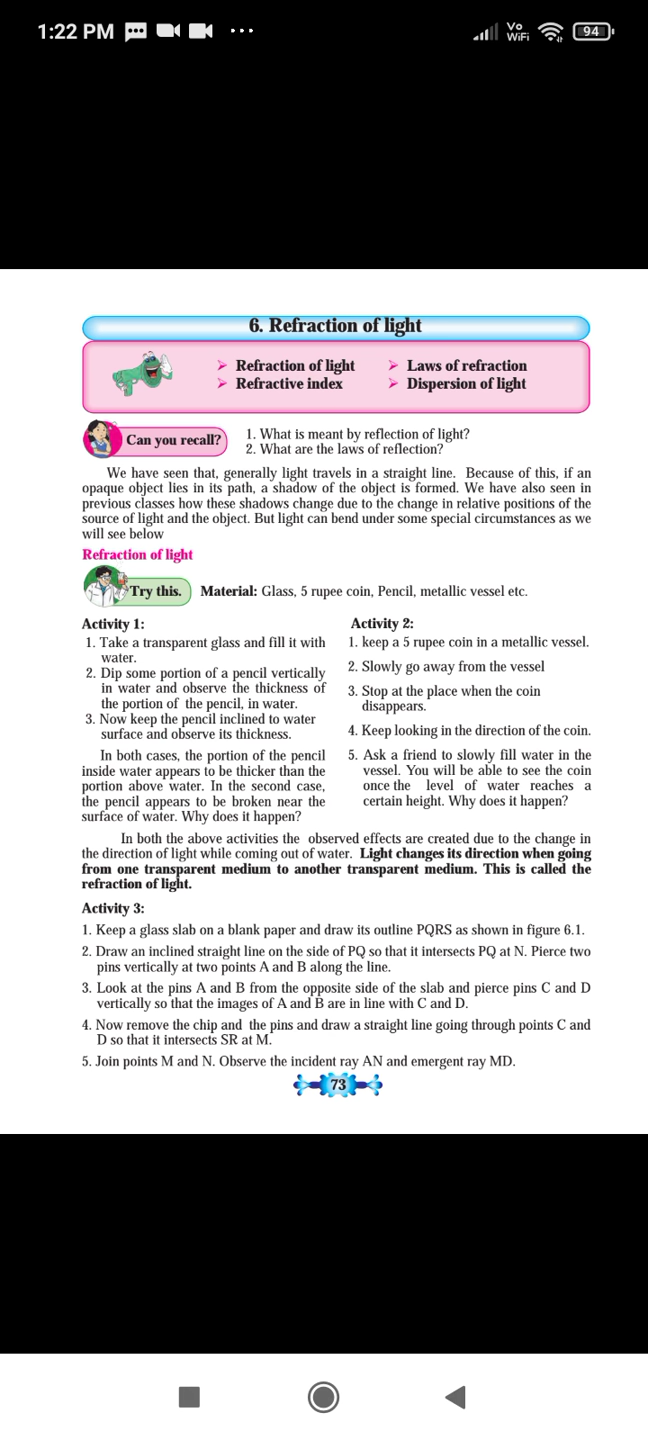 1:22 PM
Vo
WiFi
94
6. Refraction of light
➢ Refraction of light
➢ Refractive index
➢ Laws of refraction
➢ Dispersion of light
Can you recall?
1. What is meant by reflection of light?
2. What are the laws of reflection?
We have seen that, generally light travels in a straight line. Because of this, if an
opaque object lies in its path, a shadow of the object is formed. We have also seen in
previous classes how these shadows change due to the change in relative positions of the
source of light and the object. But light can bend under some special circumstances as we
will see below
Refraction of light
Try this.
Material: Glass, 5 rupee coin, Pencil, metallic vessel etc.
Activity 1:
1. Take a transparent glass and fill it with
water.
2. Dip some portion of a pencil vertically
in water and observe the thickness of
the portion of the pencil, in water.
3. Now keep the pencil inclined to water
surface and observe its thickness.
In both cases, the portion of the pencil
inside water appears to be thicker than the
portion above water. In the second case,
the pencil appears to be broken near the
surface of water. Why does it happen?
Activity 2:
1. keep a 5 rupee coin in a metallic vessel.
2. Slowly go away from the vessel
3. Stop at the place when the coin
disappears.
4. Keep looking in the direction of the coin.
5. Ask a friend to slowly fill water in the
vessel. You will be able to see the coin
once the level of water reaches a
certain height. Why does it happen?
In both the above activities the observed effects are created due to the change in
the direction of light while coming out of water. Light changes its direction when going
from one transparent medium to another transparent medium. This is called the
refraction of light.
Activity 3:
1. Keep a glass slab on a blank paper and draw its outline PQRS as shown in figure 6.1.
2. Draw an inclined straight line on the side of PQ so that it intersects PQ at N. Pierce two
pins vertically at two points A and B along the line.
3. Look at the pins A and B from the opposite side of the slab and pierce pins C and D
vertically so that the images of A and B are in line with C and D.
4. Now remove the chip and the pins and draw a straight line going through points C and
D so that it intersects SR at M.
5. Join points M and N. Observe the incident ray AN and emergent ray MD.
73